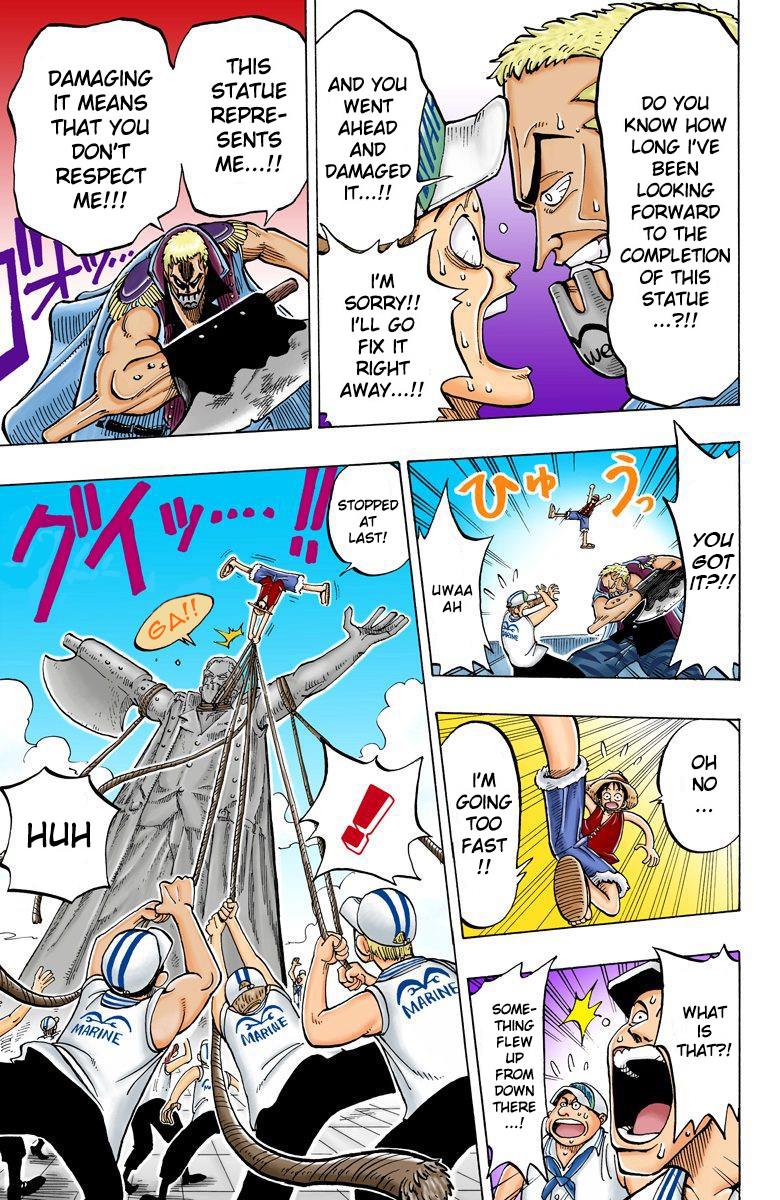 DO YOU
KNOW HOW
LONG I'VE
BEEN
LOOKING
FORWARD
TO THE
COMPLETION
OF THIS
STATUE
...?!!
AND YOU
WENT
AHEAD
AND
DAMAGED
IT...!!
I'M
SORRY!!
I'LL GO
FIX IT
RIGHT
AWAY...!!
THIS
STATUE
REPRE-
SENTS
ME...!!
DAMAGING
IT MEANS
THAT YOU
DON'T
RESPECT
ME!!!
YOU
GOT
IT?!!
ひゅうっ
UWAA
AH
MARINE
OH
NO
...
I'M
GOING
TOO
FAST
!!
WHAT
IS
THAT?!
SOME-
THING
FLEW
UP
FROM
DOWN
THERE
...!
STOPPED
AT
LAST!
グイッ....!!
GA!!
!
HUH
MARINE
MARINE
MARINE